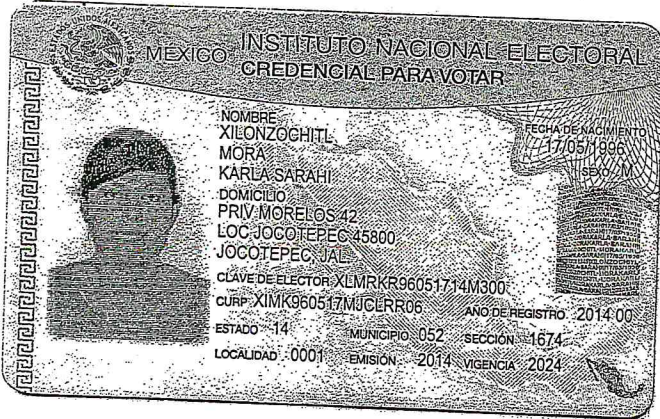 MÉXICO INSTITUTO NACIONAL ELECTORAL
CREDENCIAL PARA VOTAR
NOMBRE
XILONZOCHITL
MORA
KARLA SARAHI
FECHA DE NACIMIENTO
17/05/1996
SEXO M
DOMICILIO
PRIV MORELOS 42
LOC JOCOTEPEC 45800
JOCOTEPEC, JAL.
CLAVE DE ELECTOR XLMRKR96051714M300
CURP XIMK960517MJCLRR06
AÑO DE REGISTRO 2014 00
ESTADO 14 MUNICIPIO 052 SECCIÓN 1674
LOCALIDAD 0001 EMISIÓN 2014 VIGENCIA 2024